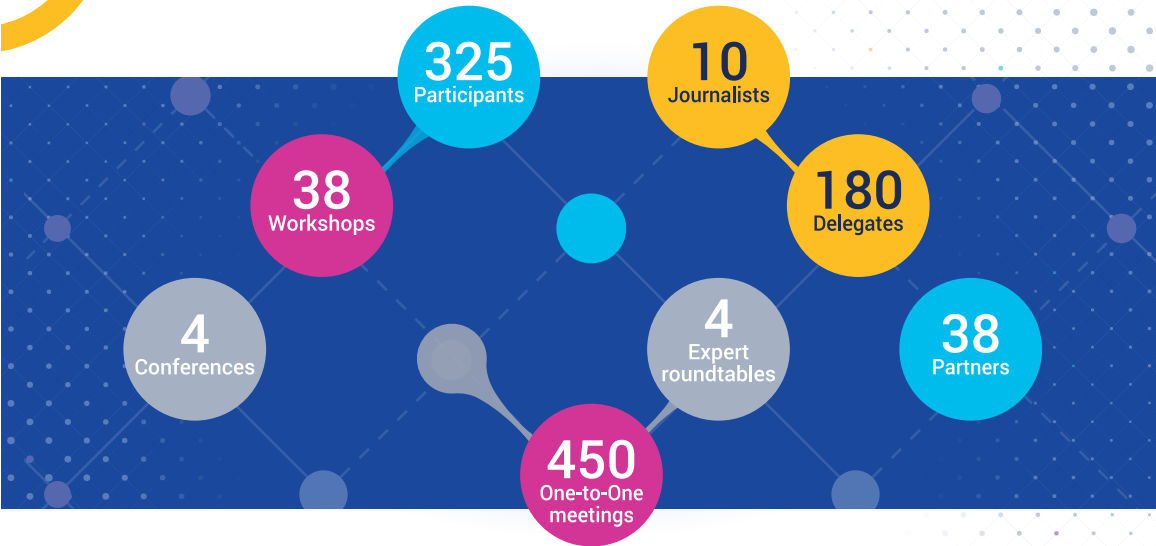 325
Participants
10
Journalists
38
Workshops
180
Delegates
4
Conferences
4
Expert
roundtables
38
Partners
450
One-to-One
meetings